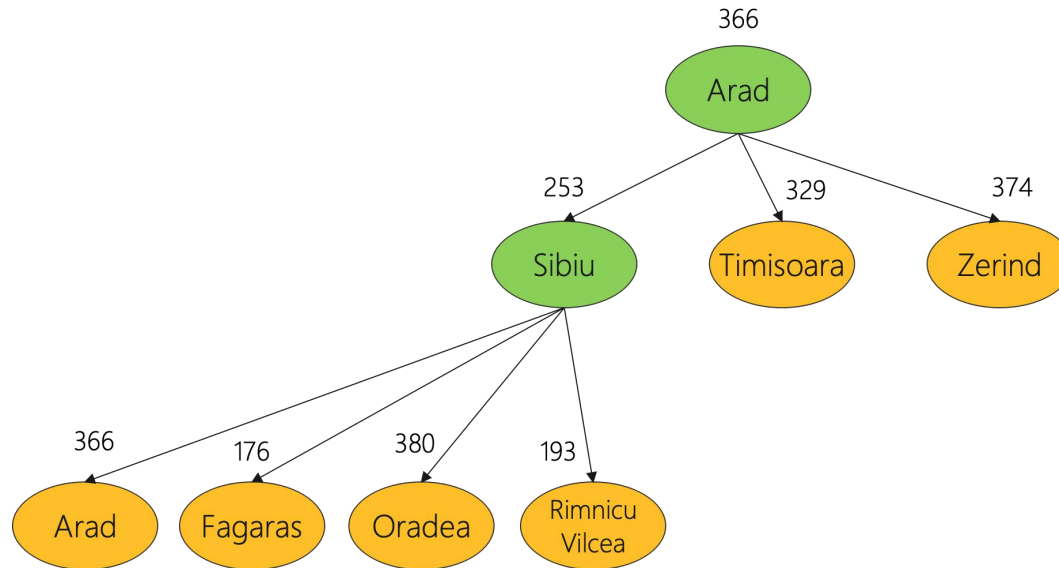 366
Arad
253
329
374
Sibiu
Timisoara
Zerind
366
176
380
193
Arad
Fagaras
Oradea
Rimnicu
Vilcea